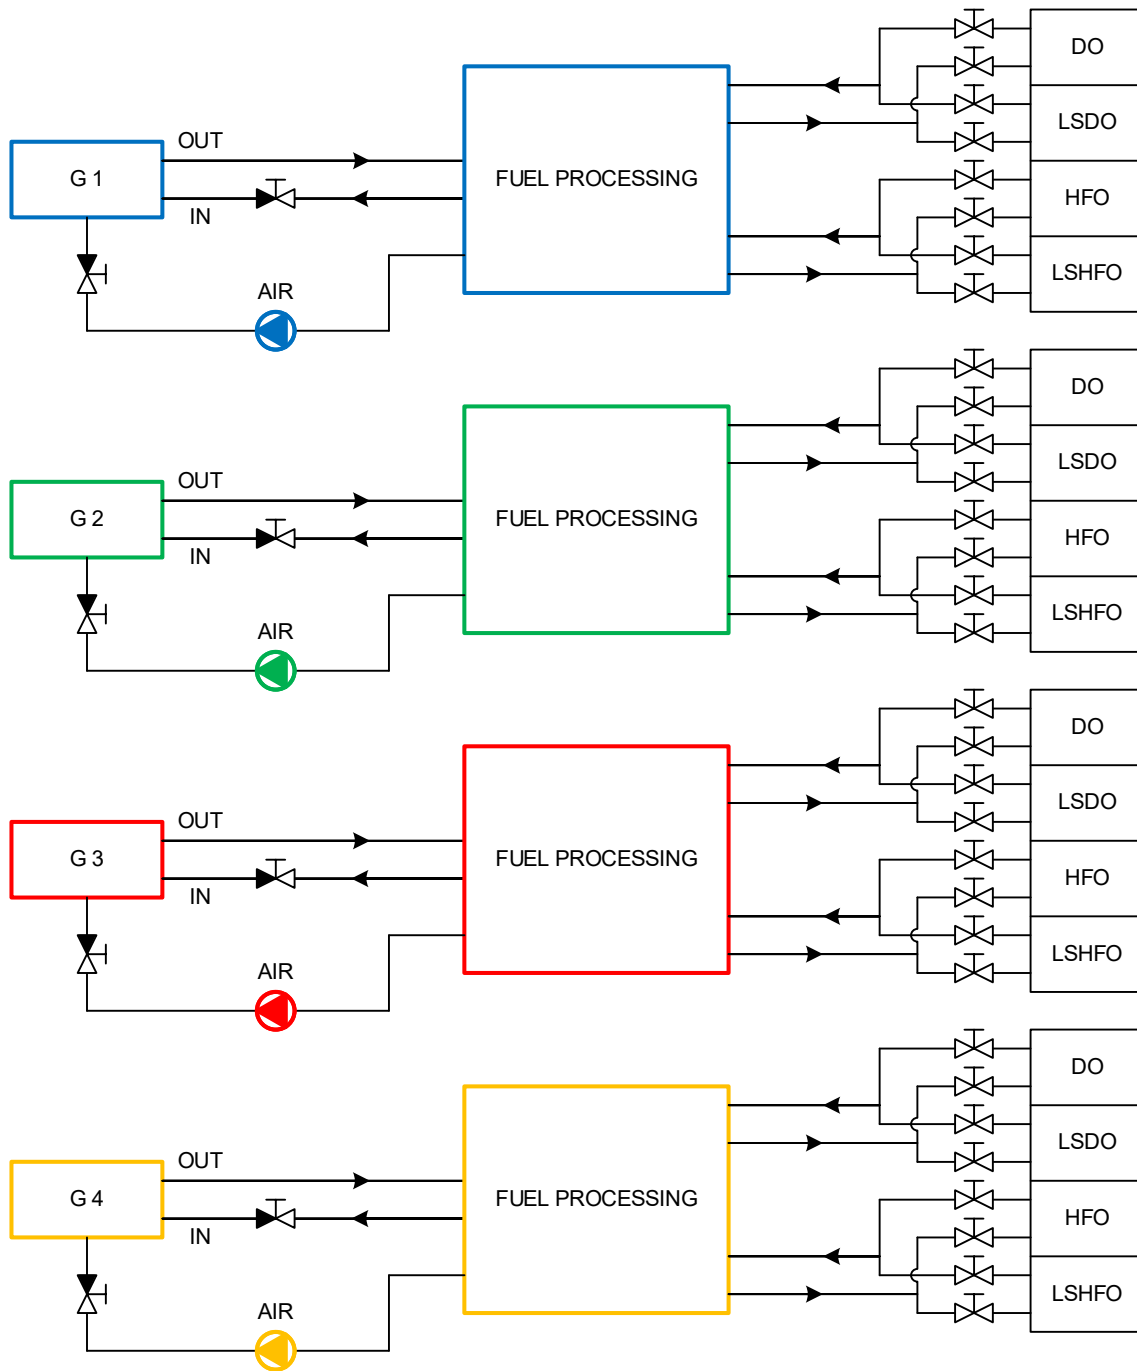 DO
LSDO
OUT
G 1
FUEL PROCESSING
HFO
IN
LSHFO
AIR
DO
LSDO
OUT
G 2
FUEL PROCESSING
HFO
IN
LSHFO
AIR
DO
LSDO
OUT
G 3
FUEL PROCESSING
HFO
IN
LSHFO
AIR
DO
LSDO
OUT
G 4
FUEL PROCESSING
HFO
IN
LSHFO
AIR